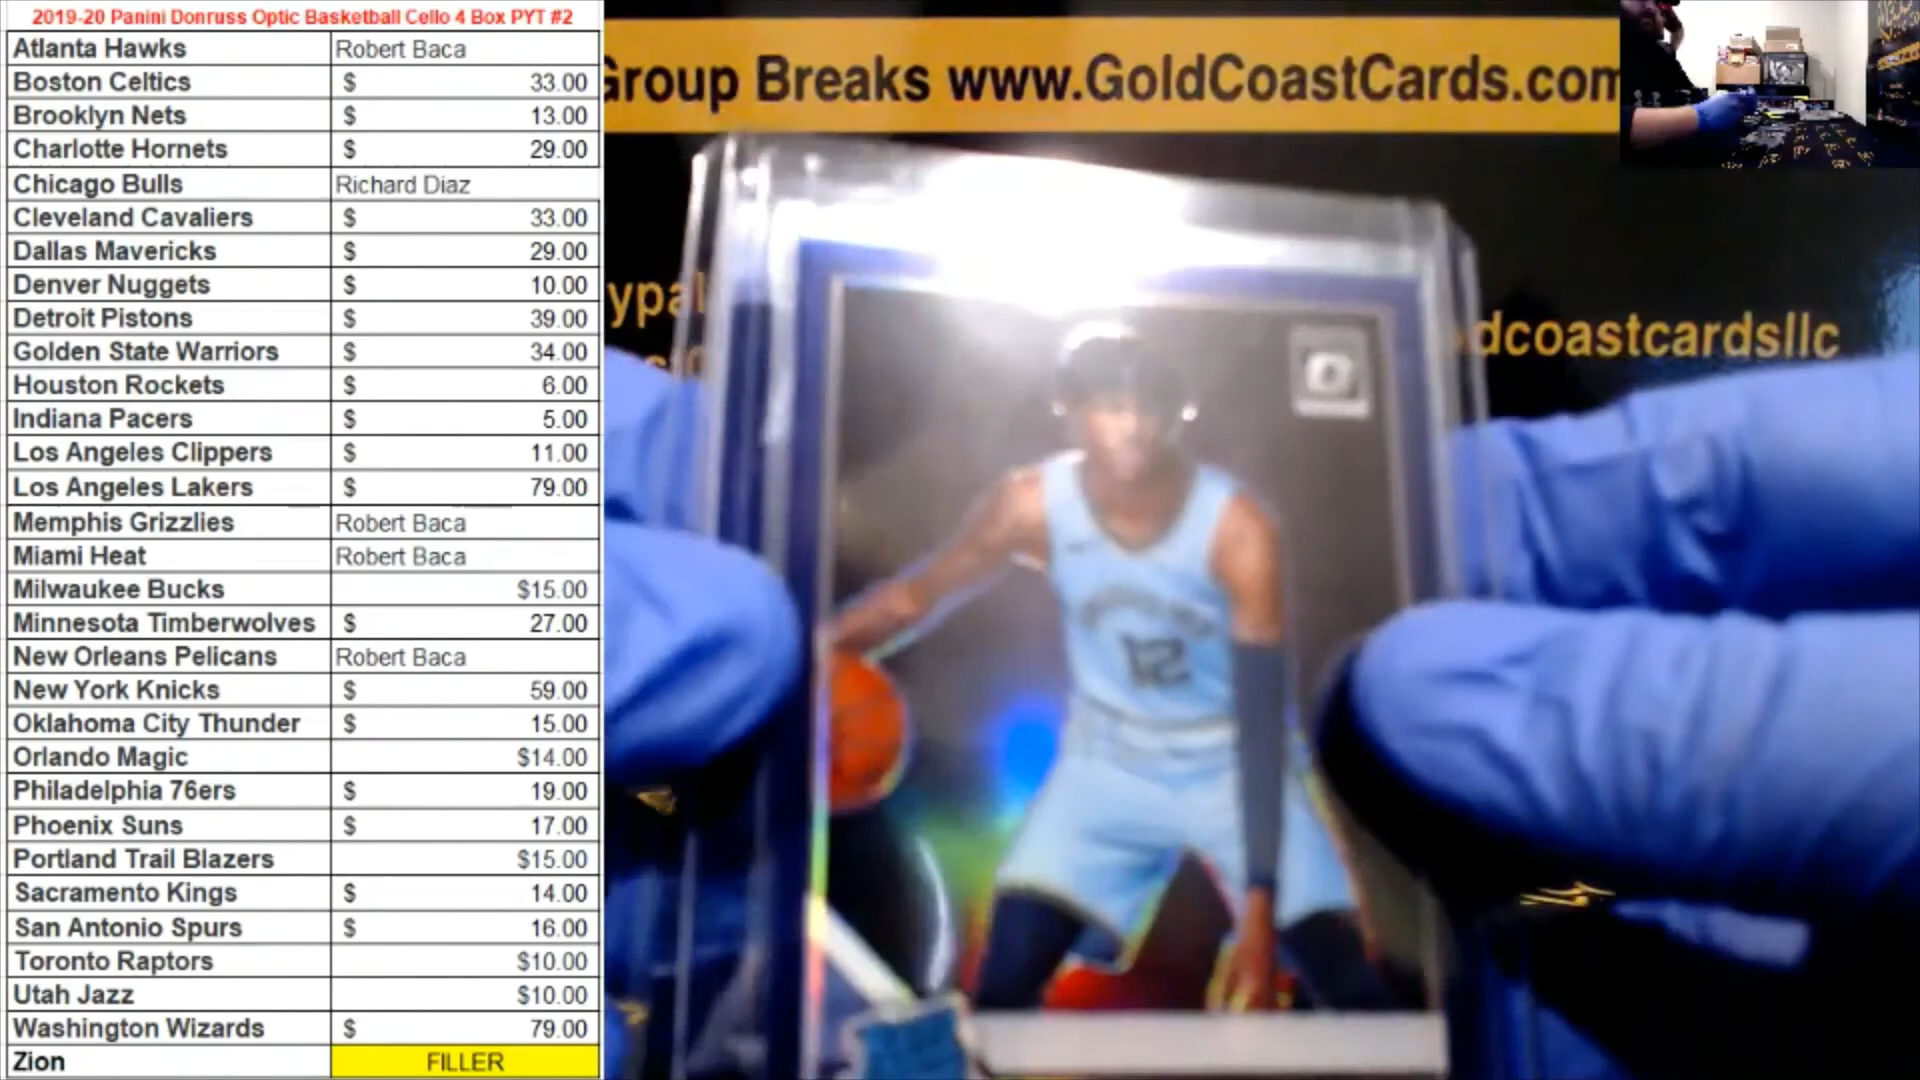 2019-20 Panini Donruss Optic Basketball Cello 4 Box PYT #2
Atlanta Hawks Robert Baca
Boston Celtics $ 33.00
Brooklyn Nets $ 13.00
Charlotte Hornets $ 29.00
Chicago Bulls Richard Diaz
Cleveland Cavaliers $ 33.00
Dallas Mavericks $ 29.00
Denver Nuggets $ 10.00
Detroit Pistons $ 39.00
Golden State Warriors $ 34.00
Houston Rockets $ 6.00
Indiana Pacers $ 5.00
Los Angeles Clippers $ 11.00
Los Angeles Lakers $ 79.00
Memphis Grizzlies Robert Baca
Miami Heat Robert Baca
Milwaukee Bucks $15.00
Minnesota Timberwolves $ 27.00
New Orleans Pelicans Robert Baca
New York Knicks $ 59.00
Oklahoma City Thunder $ 15.00
Orlando Magic $14.00
Philadelphia 76ers $ 19.00
Phoenix Suns $ 17.00
Portland Trail Blazers $15.00
Sacramento Kings $ 14.00
San Antonio Spurs $ 16.00
Toronto Raptors $10.00
Utah Jazz $10.00
Washington Wizards $ 79.00
Zion FILLER
Group Breaks www.GoldCoastCards.com
ypal dcoastcardsllc
12